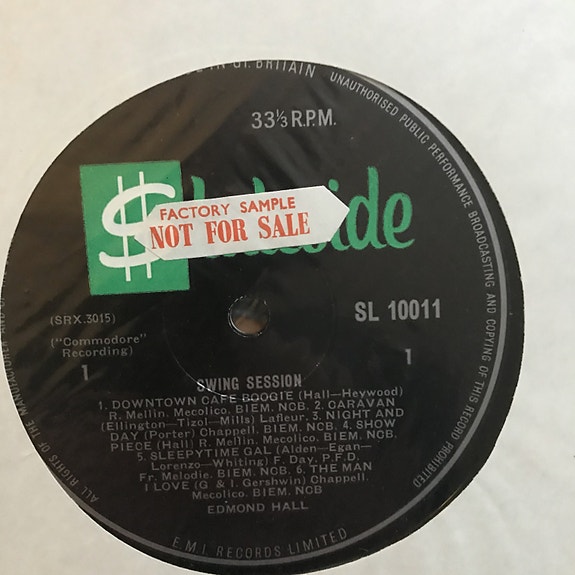 MADE IN GT. BRITAIN
UNAUTHORISED PUBLIC PERFORMANCE BROADCASTING AND COPYING OF THIS RECORD PROHIBITED
33⅓ R.P.M.
FACTORY SAMPLE
NOT FOR SALE
SL 10011
(SRX.3015)
("Commodore"
Recording)
1
1
SWING SESSION
1. DOWNTOWN CAFE BOOGIE (Hall—Heywood)
R. Mellin. Mecolico. BIEM. NCB. 2. CARAVAN
(Ellington—Tizol—Mills) Lafleur. 3. NIGHT AND
DAY (Porter) Chappell. BIEM. NCB. 4. SHOW
PIECE (Hall) R. Mellin. Mecolico. BIEM. NCB.
5. SLEEPYTIME GAL (Alden—Egan—
Lorenzo—Whiting) F. Day. P.F.D.
Fr. Melodie. BIEM. NCB. 6. THE MAN
I LOVE (G & I Gershwin) Chappell.
Mecolico. BIEM. NCB
EDMOND HALL
E.M.I. RECORDS LIMITED
ALL RIGHTS OF THE MANUFACTURER